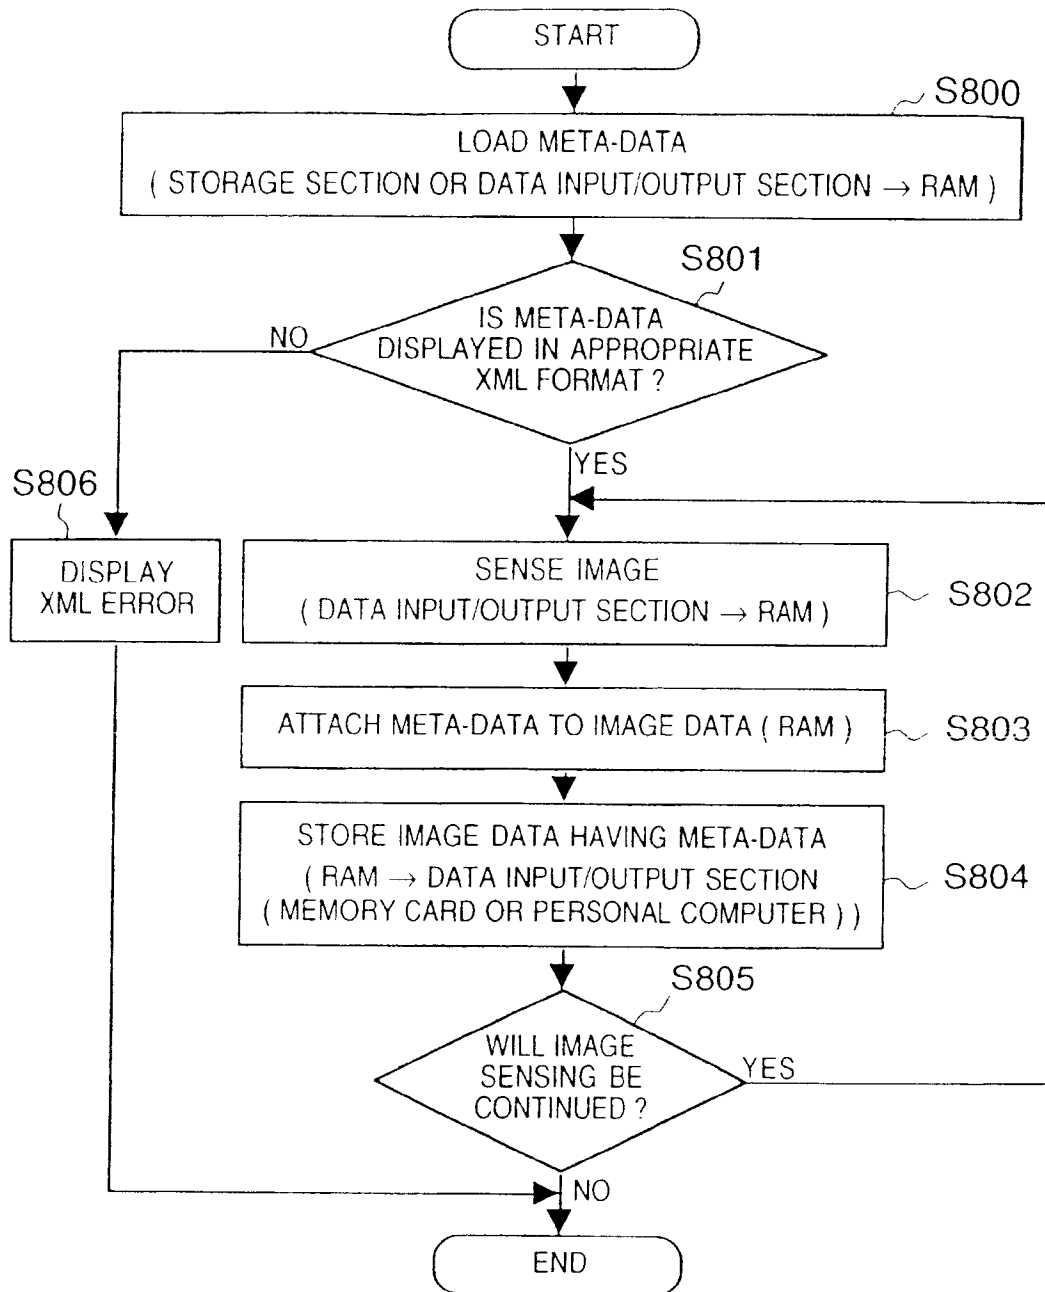 START
S800
LOAD META-DATA
( STORAGE SECTION OR DATA INPUT/OUTPUT SECTION → RAM )
S801
IS META-DATA
DISPLAYED IN APPROPRIATE
XML FORMAT ?
NO
YES
S806
DISPLAY
XML ERROR
SENSE IMAGE
( DATA INPUT/OUTPUT SECTION → RAM )
S802
ATTACH META-DATA TO IMAGE DATA ( RAM )
S803
STORE IMAGE DATA HAVING META-DATA
( RAM → DATA INPUT/OUTPUT SECTION
( MEMORY CARD OR PERSONAL COMPUTER ) )
S804
S805
WILL IMAGE
SENSING BE
CONTINUED ?
YES
NO
END